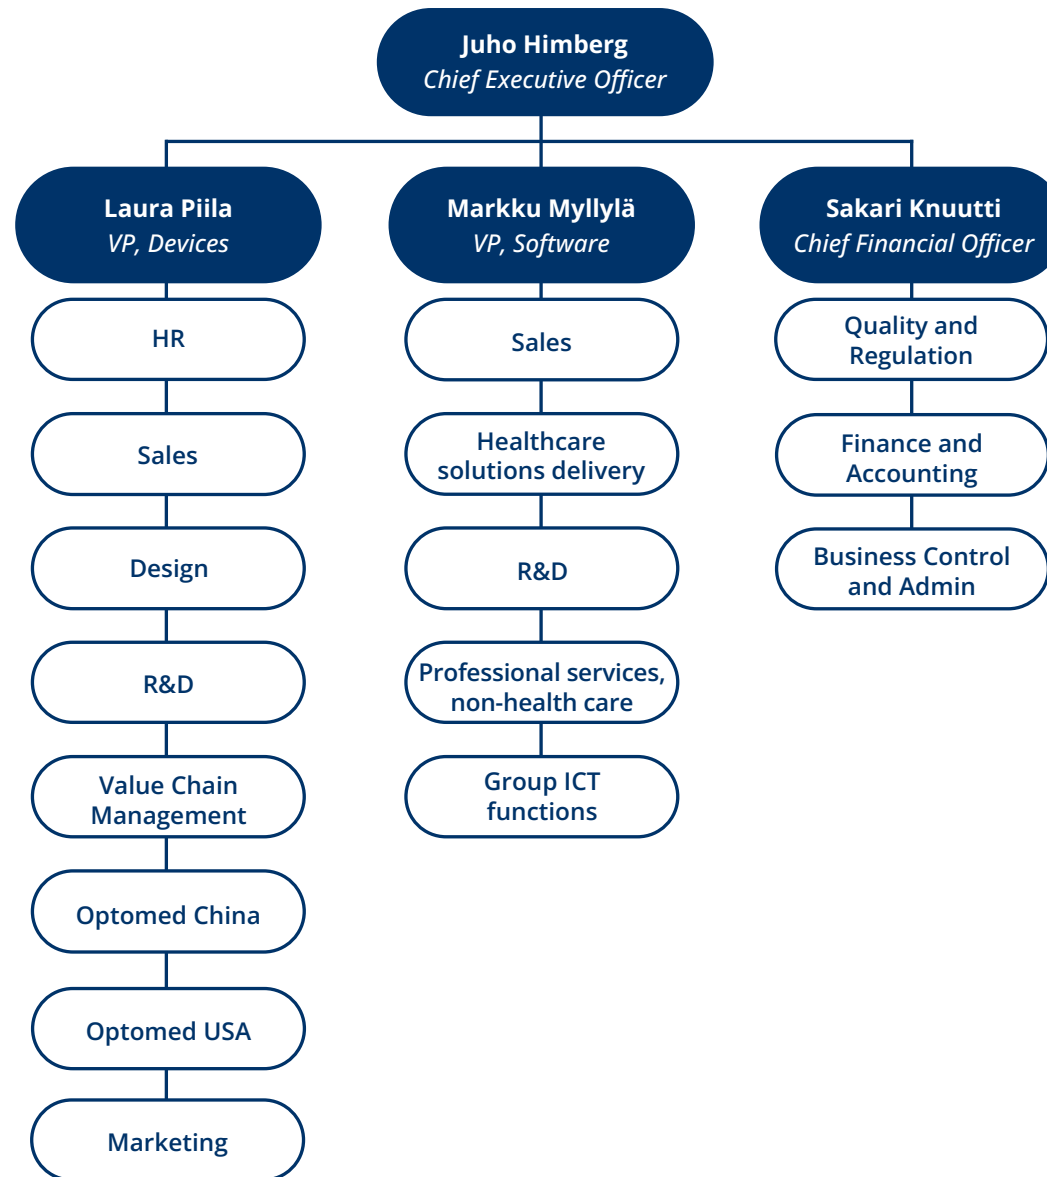 Juho Himberg
Chief Executive Officer
Laura Piila
VP, Devices
HR
Sales
Design
R&D
Value Chain
Management
Optomed China
Optomed USA
Marketing
Markku Myllylä
VP, Software
Sales
Healthcare
solutions delivery
R&D
Professional services,
non-health care
Group ICT
functions
Sakari Knuutti
Chief Financial Officer
Quality and
Regulation
Finance and
Accounting
Business Control
and Admin